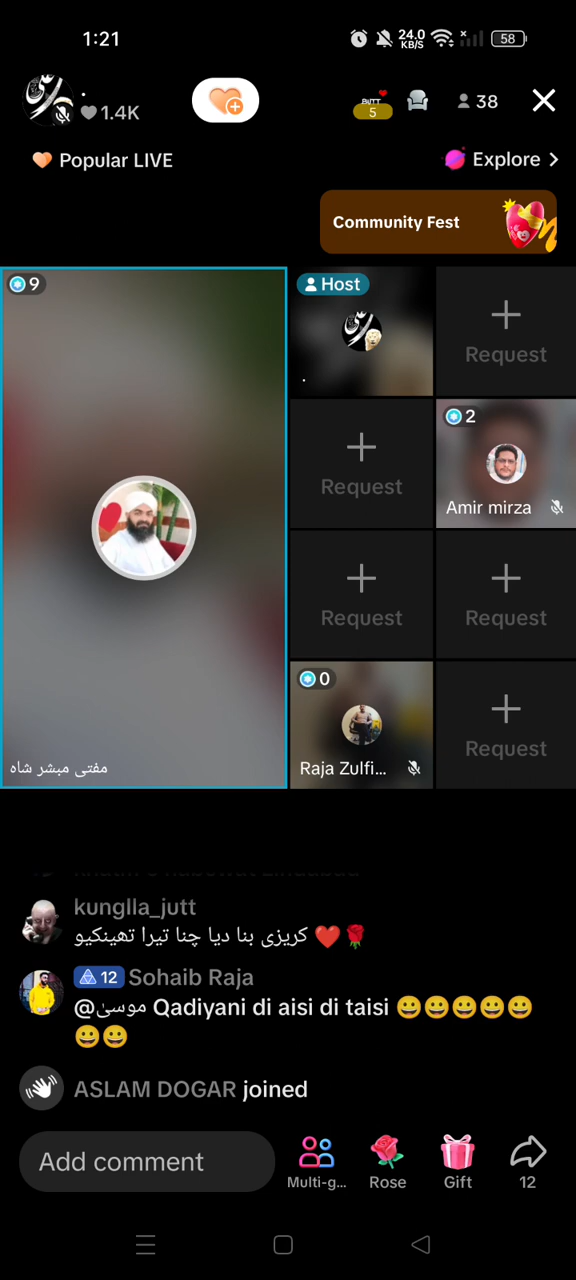 1:21
24.0
KB/S
58
.
1.4K
BUTT
5
38
Popular LIVE
Explore
Community Fest
9
Host
.
Request
Request
2
Amir mirza
Request
Request
0
Raja Zulfi...
Request
مفتی مبشر شاہ
kunglla_jutt
کریزی بنا دیا چنا تیرا تھینکیو ❤️🌹
12 Sohaib Raja
@موسیٰ Qadiyani di aisi di taisi 😀😀😀😀😀
😀😀
ASLAM DOGAR joined
Add comment
Multi-g...
Rose
Gift
12